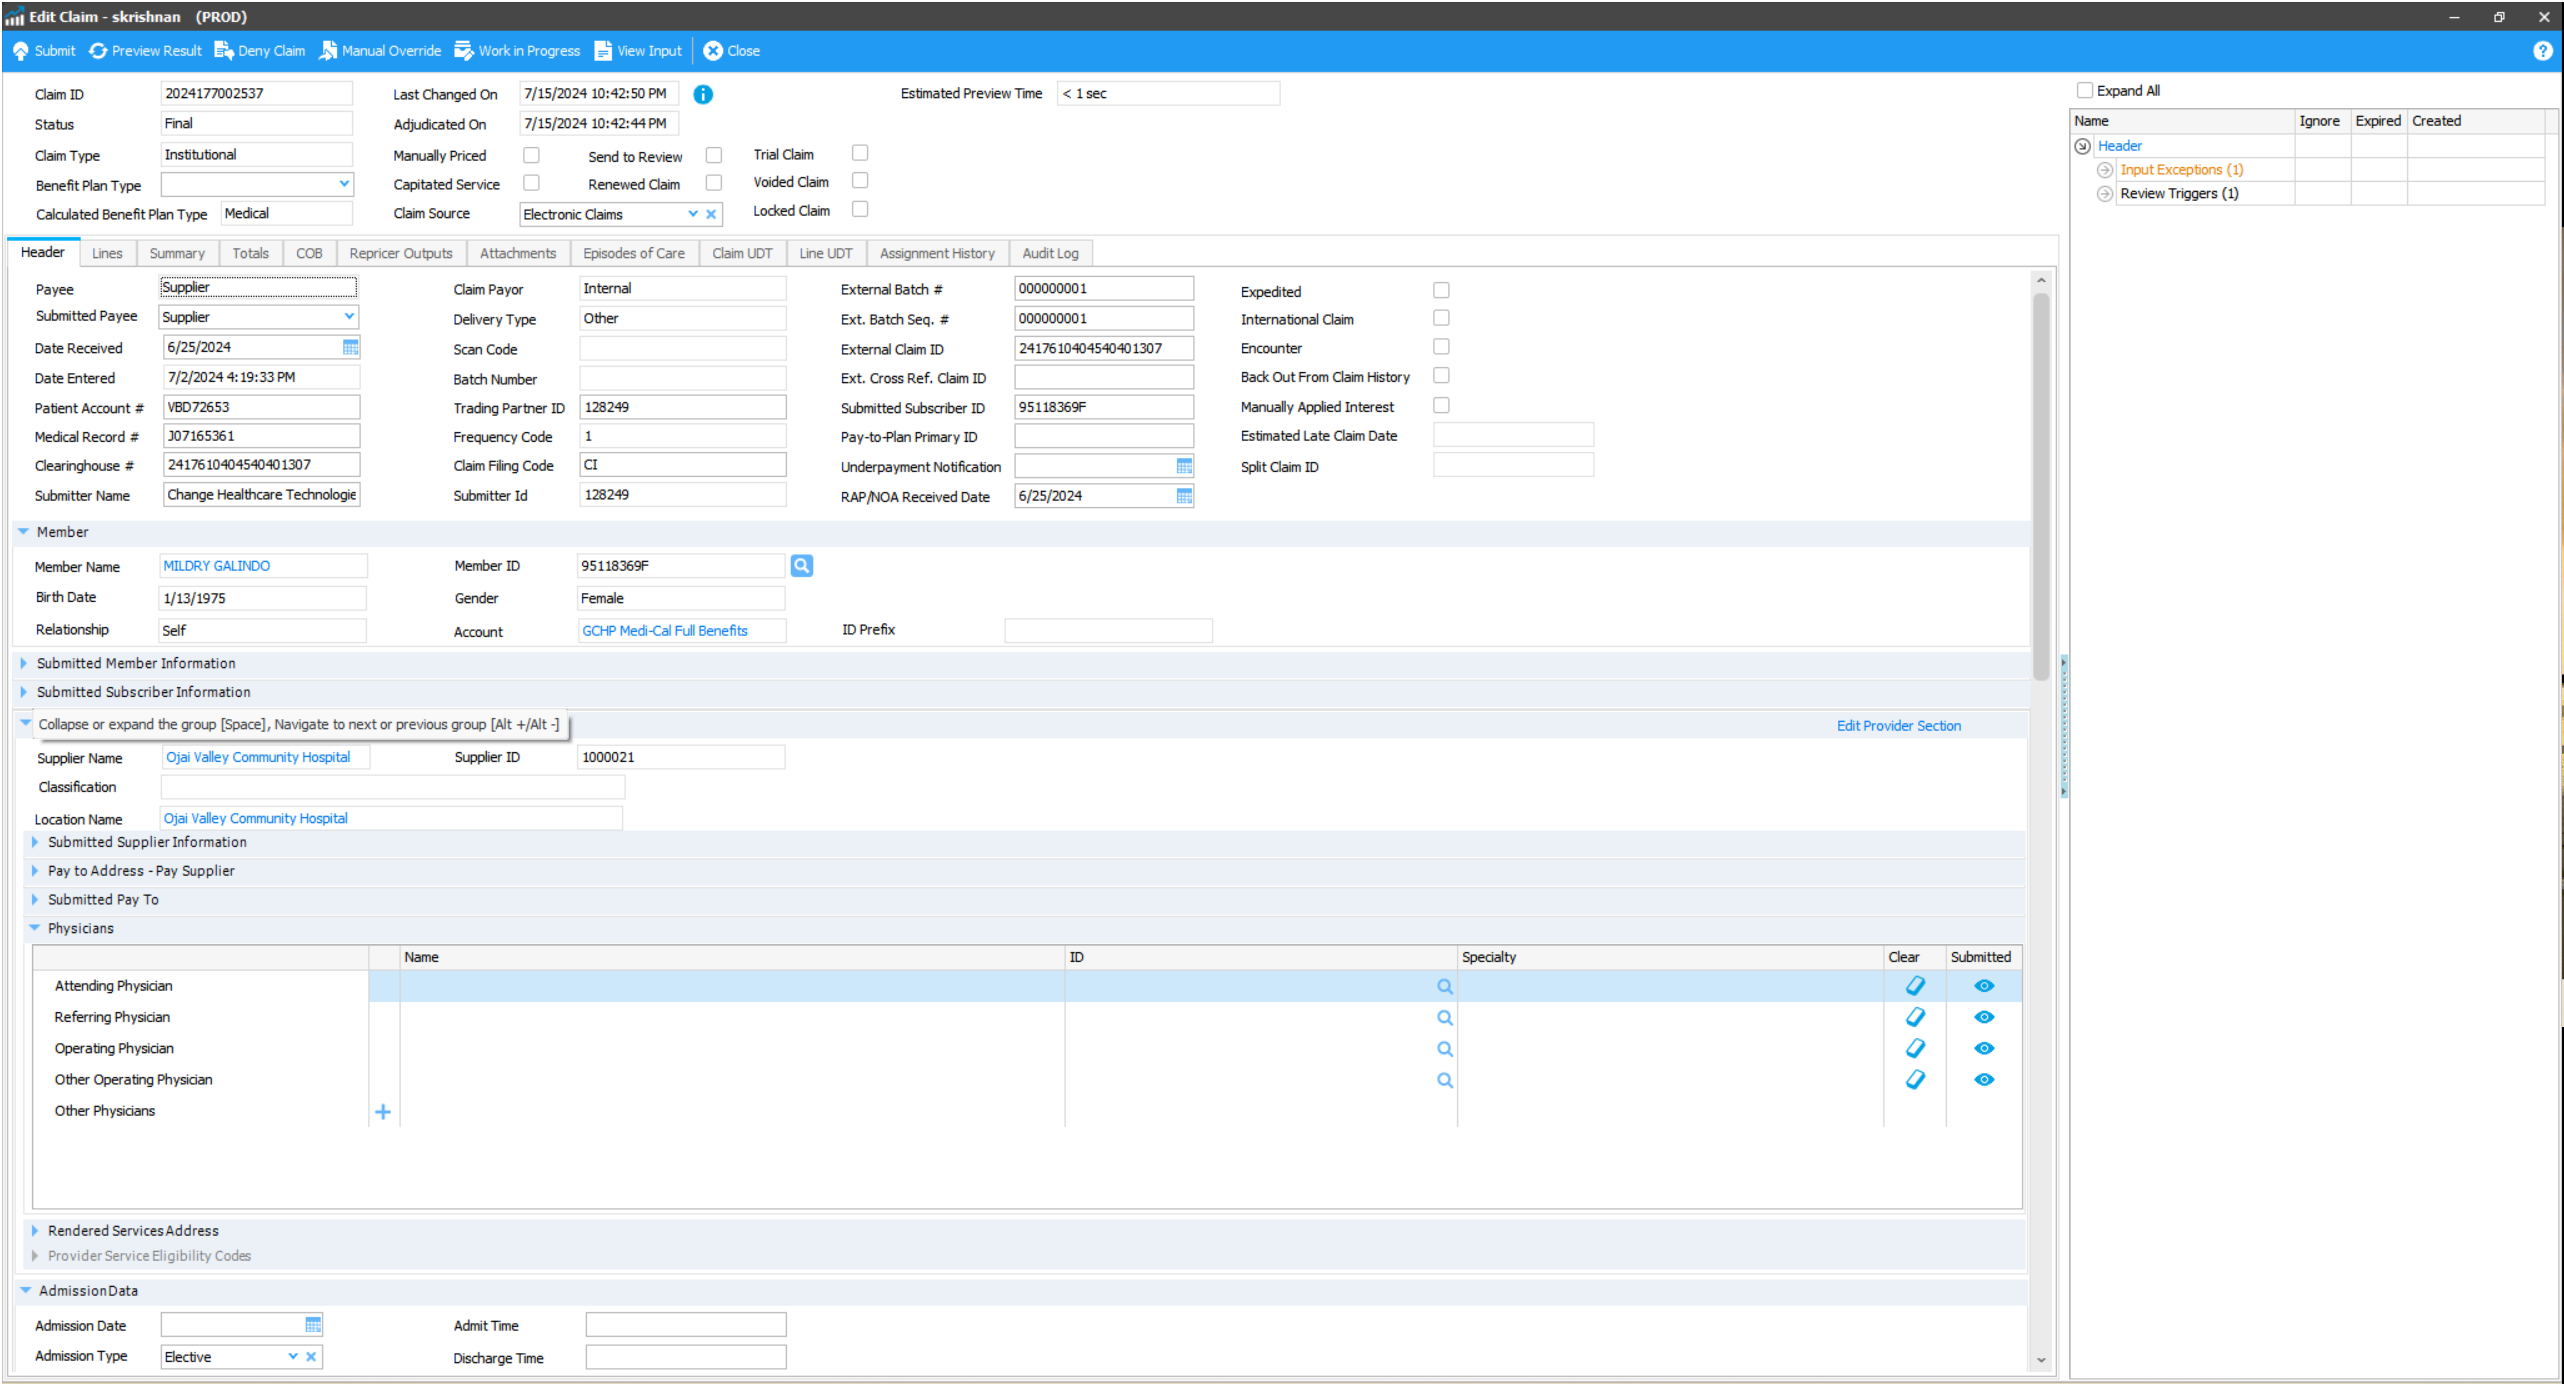 Edit Claim - skrishnan (PROD)
Submit Preview Result Deny Claim Manual Override Work in Progress View Input Close
Claim ID 2024177002537 Last Changed On 7/15/2024 10:42:50 PM Estimated Preview Time < 1 sec
Status Final Adjudicated On 7/15/2024 10:42:44 PM
Claim Type Institutional Manually Priced Send to Review Trial Claim
Benefit Plan Type Capitated Service Renewed Claim Voided Claim
Calculated Benefit Plan Type Medical Claim Source Electronic Claims Locked Claim
Expand All
Name Ignore Expired Created
Header
Input Exceptions (1)
Review Triggers (1)
Header Lines Summary Totals COB Repricer Outputs Attachments Episodes of Care Claim UDT Line UDT Assignment History Audit Log
Payee Supplier Claim Payor Internal External Batch # 000000001 Expedited
Submitted Payee Supplier Delivery Type Other Ext. Batch Seq. # 000000001 International Claim
Date Received 6/25/2024 Scan Code External Claim ID 2417610404540401307 Encounter
Date Entered 7/2/2024 4:19:33 PM Batch Number Ext. Cross Ref. Claim ID Back Out From Claim History
Patient Account # VBD72653 Trading Partner ID 128249 Submitted Subscriber ID 95118369F Manually Applied Interest
Medical Record # J07165361 Frequency Code 1 Pay-to-Plan Primary ID Estimated Late Claim Date
Clearinghouse # 2417610404540401307 Claim Filing Code CI Underpayment Notification Split Claim ID
Submitter Name Change Healthcare Technologie Submitter Id 128249 RAP/NOA Received Date 6/25/2024
Member
Member Name MILDRY GALINDO Member ID 95118369F
Birth Date 1/13/1975 Gender Female
Relationship Self Account GCHP Medi-Cal Full Benefits ID Prefix
Submitted Member Information
Submitted Subscriber Information
Collapse or expand the group [Space], Navigate to next or previous group [Alt +/Alt -] Edit Provider Section
Supplier Name Ojai Valley Community Hospital Supplier ID 1000021
Classification
Location Name Ojai Valley Community Hospital
Submitted Supplier Information
Pay to Address - Pay Supplier
Submitted Pay To
Physicians
Name ID Specialty Clear Submitted
Attending Physician
Referring Physician
Operating Physician
Other Operating Physician
Other Physicians
Rendered Services Address
Provider Service Eligibility Codes
Admission Data
Admission Date Admit Time
Admission Type Elective Discharge Time